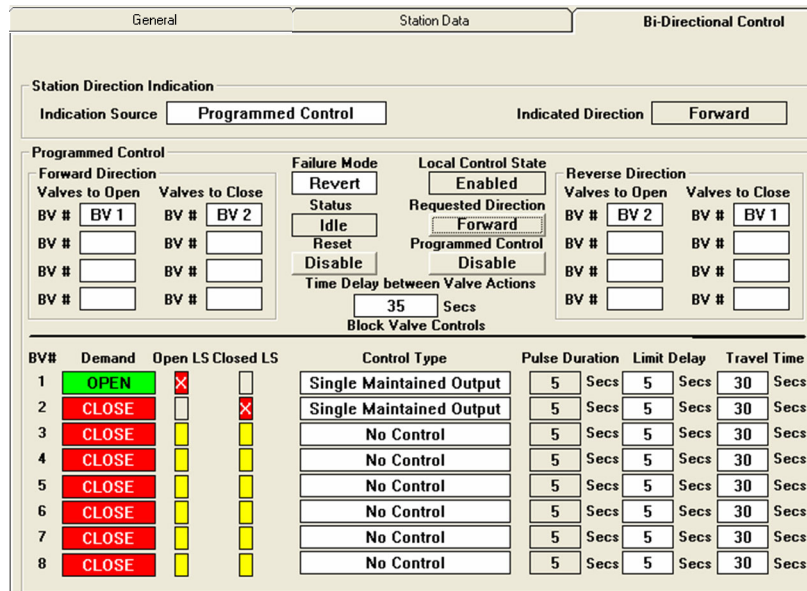 General Station Data Bi-Directional Control
Station Direction Indication
Indication Source Programmed Control Indicated Direction Forward
Programmed Control
Forward Direction
Valves to Open Valves to Close
BV # BV 1 BV # BV 2
BV # BV #
BV # BV #
BV # BV #
Failure Mode Local Control State
Revert Enabled
Status Requested Direction
Idle Forward
Reset Programmed Control
Disable Disable
Time Delay between Valve Actions
35 Secs
Reverse Direction
Valves to Open Valves to Close
BV # BV 2 BV # BV 1
BV # BV #
BV # BV #
BV # BV #
Block Valve Controls
BV# Demand Open LS Closed LS Control Type Pulse Duration Limit Delay Travel Time
1 OPEN X Single Maintained Output 5 Secs 5 Secs 30 Secs
2 CLOSE X Single Maintained Output 5 Secs 5 Secs 30 Secs
3 CLOSE No Control 5 Secs 5 Secs 30 Secs
4 CLOSE No Control 5 Secs 5 Secs 30 Secs
5 CLOSE No Control 5 Secs 5 Secs 30 Secs
6 CLOSE No Control 5 Secs 5 Secs 30 Secs
7 CLOSE No Control 5 Secs 5 Secs 30 Secs
8 CLOSE No Control 5 Secs 5 Secs 30 Secs